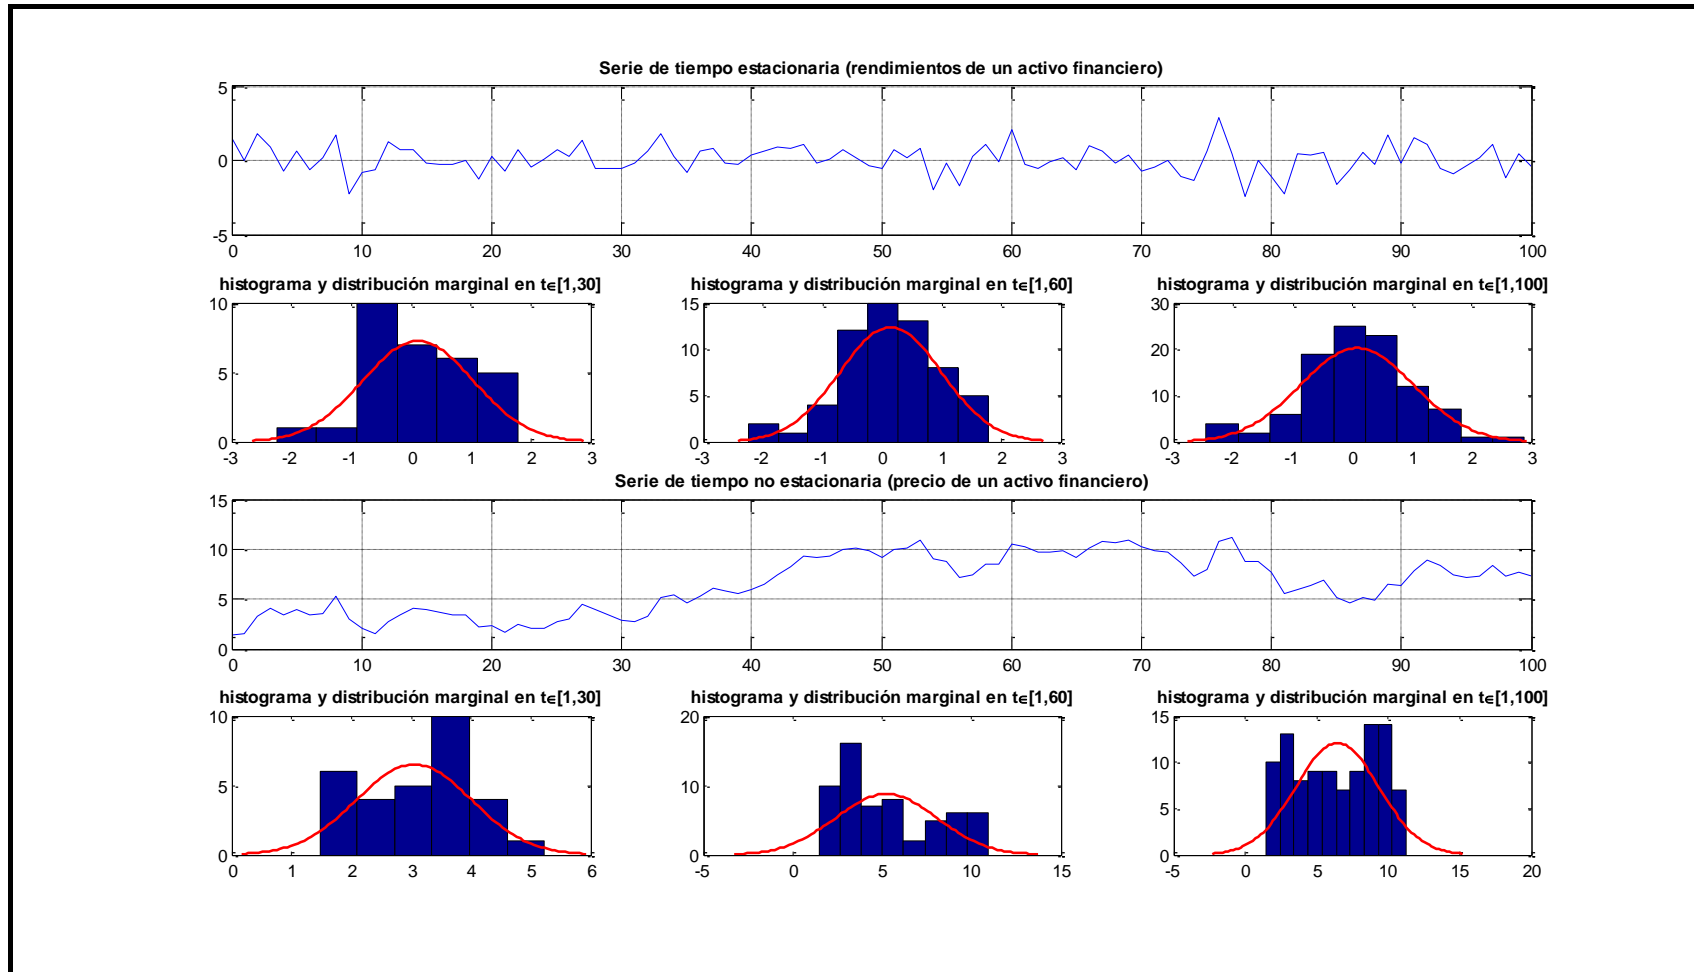 Serie de tiempo estacionaria (rendimientos de un activo financiero)
5
0
-5
0 10 20 30 40 50 60 70 80 90 100
histograma y distribución marginal en t∈[1,30] histograma y distribución marginal en t∈[1,60] histograma y distribución marginal en t∈[1,100]
10 15 30
10 20
5
5 10
0 0 0
-3 -2 -1 0 1 2 3 -3 -2 -1 0 1 2 3 -3 -2 -1 0 1 2 3
Serie de tiempo no estacionaria (precio de un activo financiero)
15
10
5
0
0 10 20 30 40 50 60 70 80 90 100
histograma y distribución marginal en t∈[1,30] histograma y distribución marginal en t∈[1,60] histograma y distribución marginal en t∈[1,100]
10 20 15
10
5 10
5
0 0 0
0 1 2 3 4 5 6 -5 0 5 10 15 -5 0 5 10 15 20